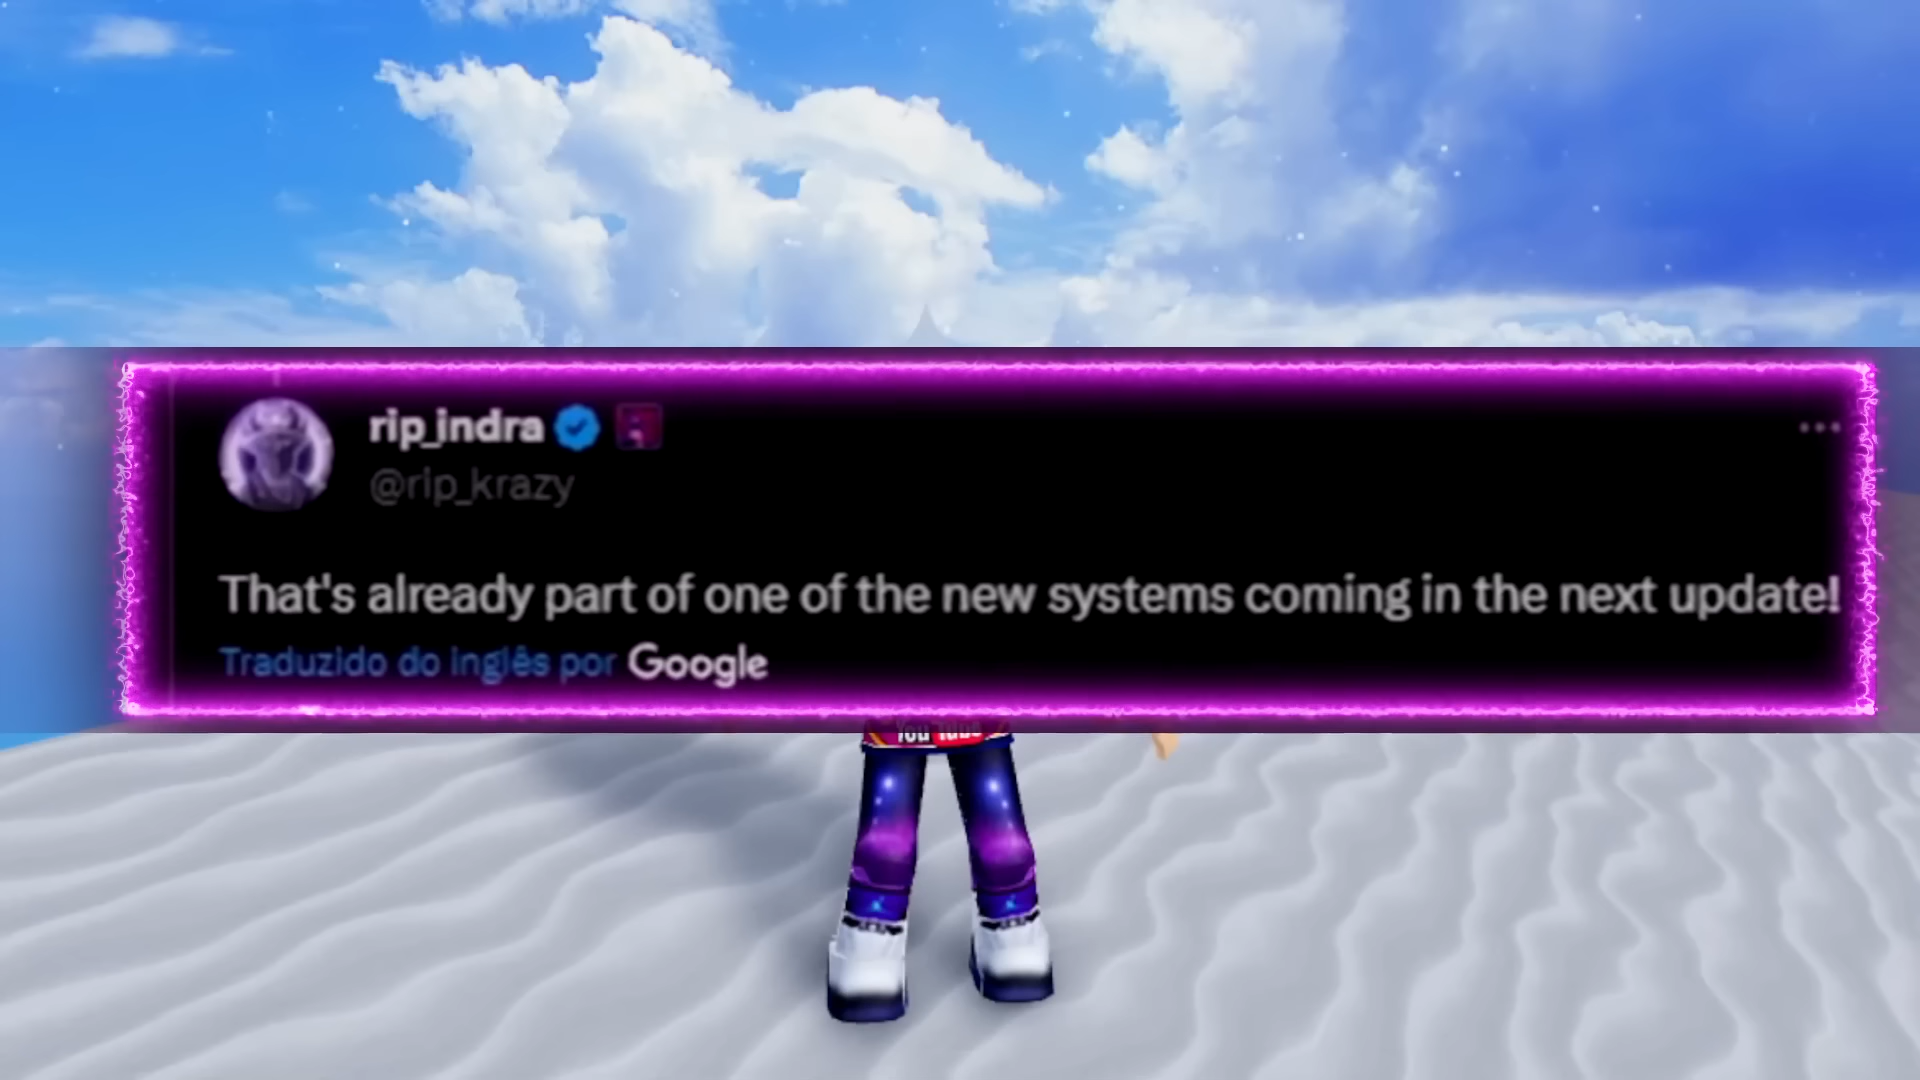 rip_indra
@rip_krazy
That's already part of one of the new systems coming in the next update!
Traduzido do inglês por Google
YouTube